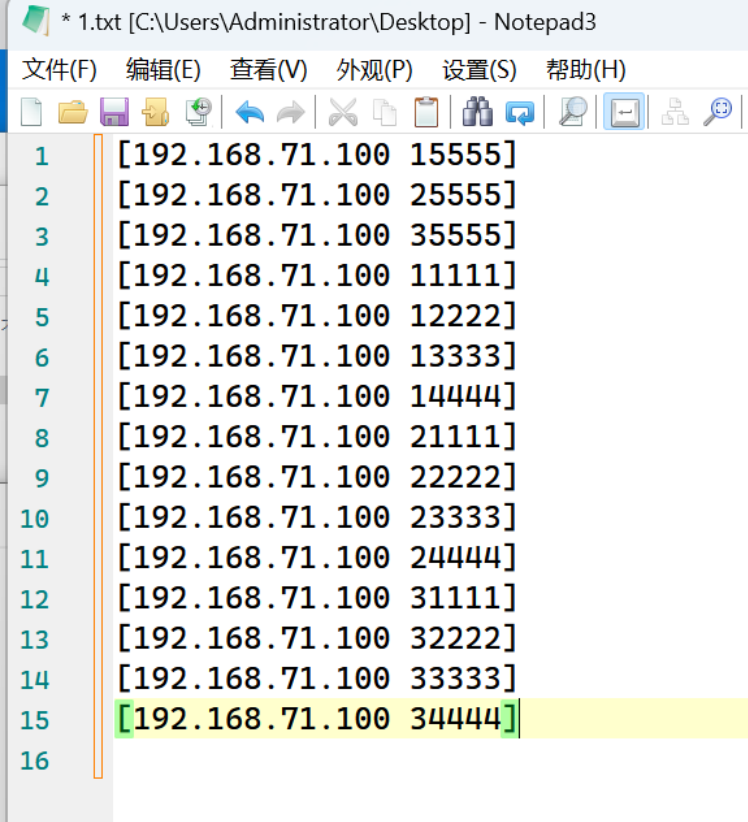 * 1.txt [C:\Users\Administrator\Desktop] - Notepad3
文件(F) 编辑(E) 查看(V) 外观(P) 设置(S) 帮助(H)
1 [192.168.71.100 15555]
2 [192.168.71.100 25555]
3 [192.168.71.100 35555]
4 [192.168.71.100 11111]
5 [192.168.71.100 12222]
6 [192.168.71.100 13333]
7 [192.168.71.100 14444]
8 [192.168.71.100 21111]
9 [192.168.71.100 22222]
10 [192.168.71.100 23333]
11 [192.168.71.100 24444]
12 [192.168.71.100 31111]
13 [192.168.71.100 32222]
14 [192.168.71.100 33333]
15 [192.168.71.100 34444]
16